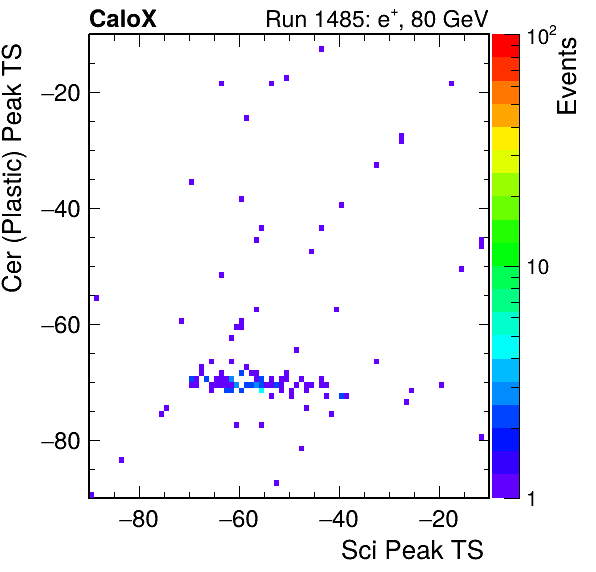 CaloX Run 1485: e⁺, 80 GeV
Cer (Plastic) Peak TS
−20
−40
−60
−80
−80 −60 −40 −20
Sci Peak TS
10²
10
1
Events